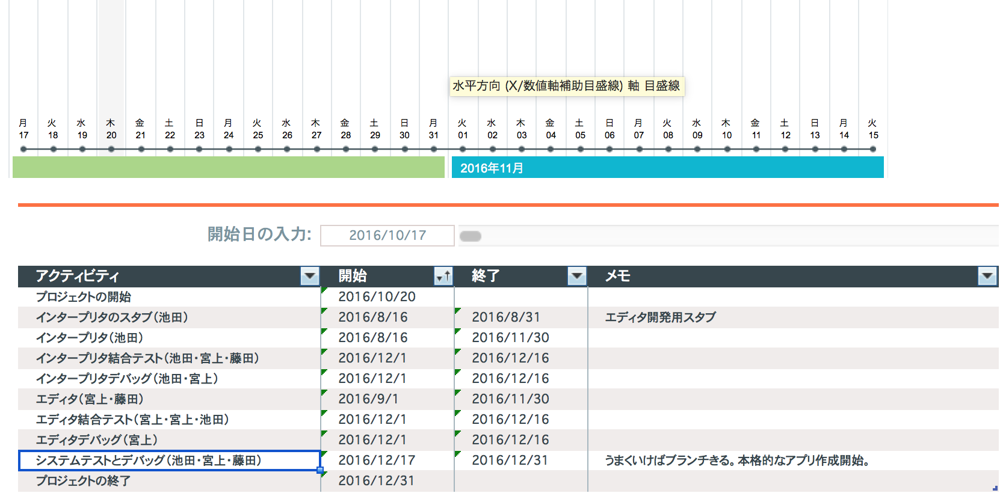 水平方向 (X/数値軸補助目盛線) 軸 目盛線
月 火 水 木 金 土 日 月 火 水 木 金 土 日 月 火 水 木 金 土 日 月 火 水 木 金 土 日 月 火
17 18 19 20 21 22 23 24 25 26 27 28 29 30 31 01 02 03 04 05 06 07 08 09 10 11 12 13 14 15
2016年11月
開始日の入力: 2016/10/17
アクティビティ 開始 終了 メモ
プロジェクトの開始 2016/10/20
インタープリタのスタブ(池田) 2016/8/16 2016/8/31 エディタ開発用スタブ
インタープリタ(池田) 2016/8/16 2016/11/30
インタープリタ結合テスト(池田・宮上・藤田) 2016/12/1 2016/12/16
インタープリタデバッグ(池田・宮上) 2016/12/1 2016/12/16
エディタ(宮上・藤田) 2016/9/1 2016/11/30
エディタ結合テスト(宮上・宮上・池田) 2016/12/1 2016/12/16
エディタデバッグ(宮上) 2016/12/1 2016/12/16
システムテストとデバッグ(池田・宮上・藤田) 2016/12/17 2016/12/31 うまくいけばブランチきる。本格的なアプリ作成開始。
プロジェクトの終了 2016/12/31